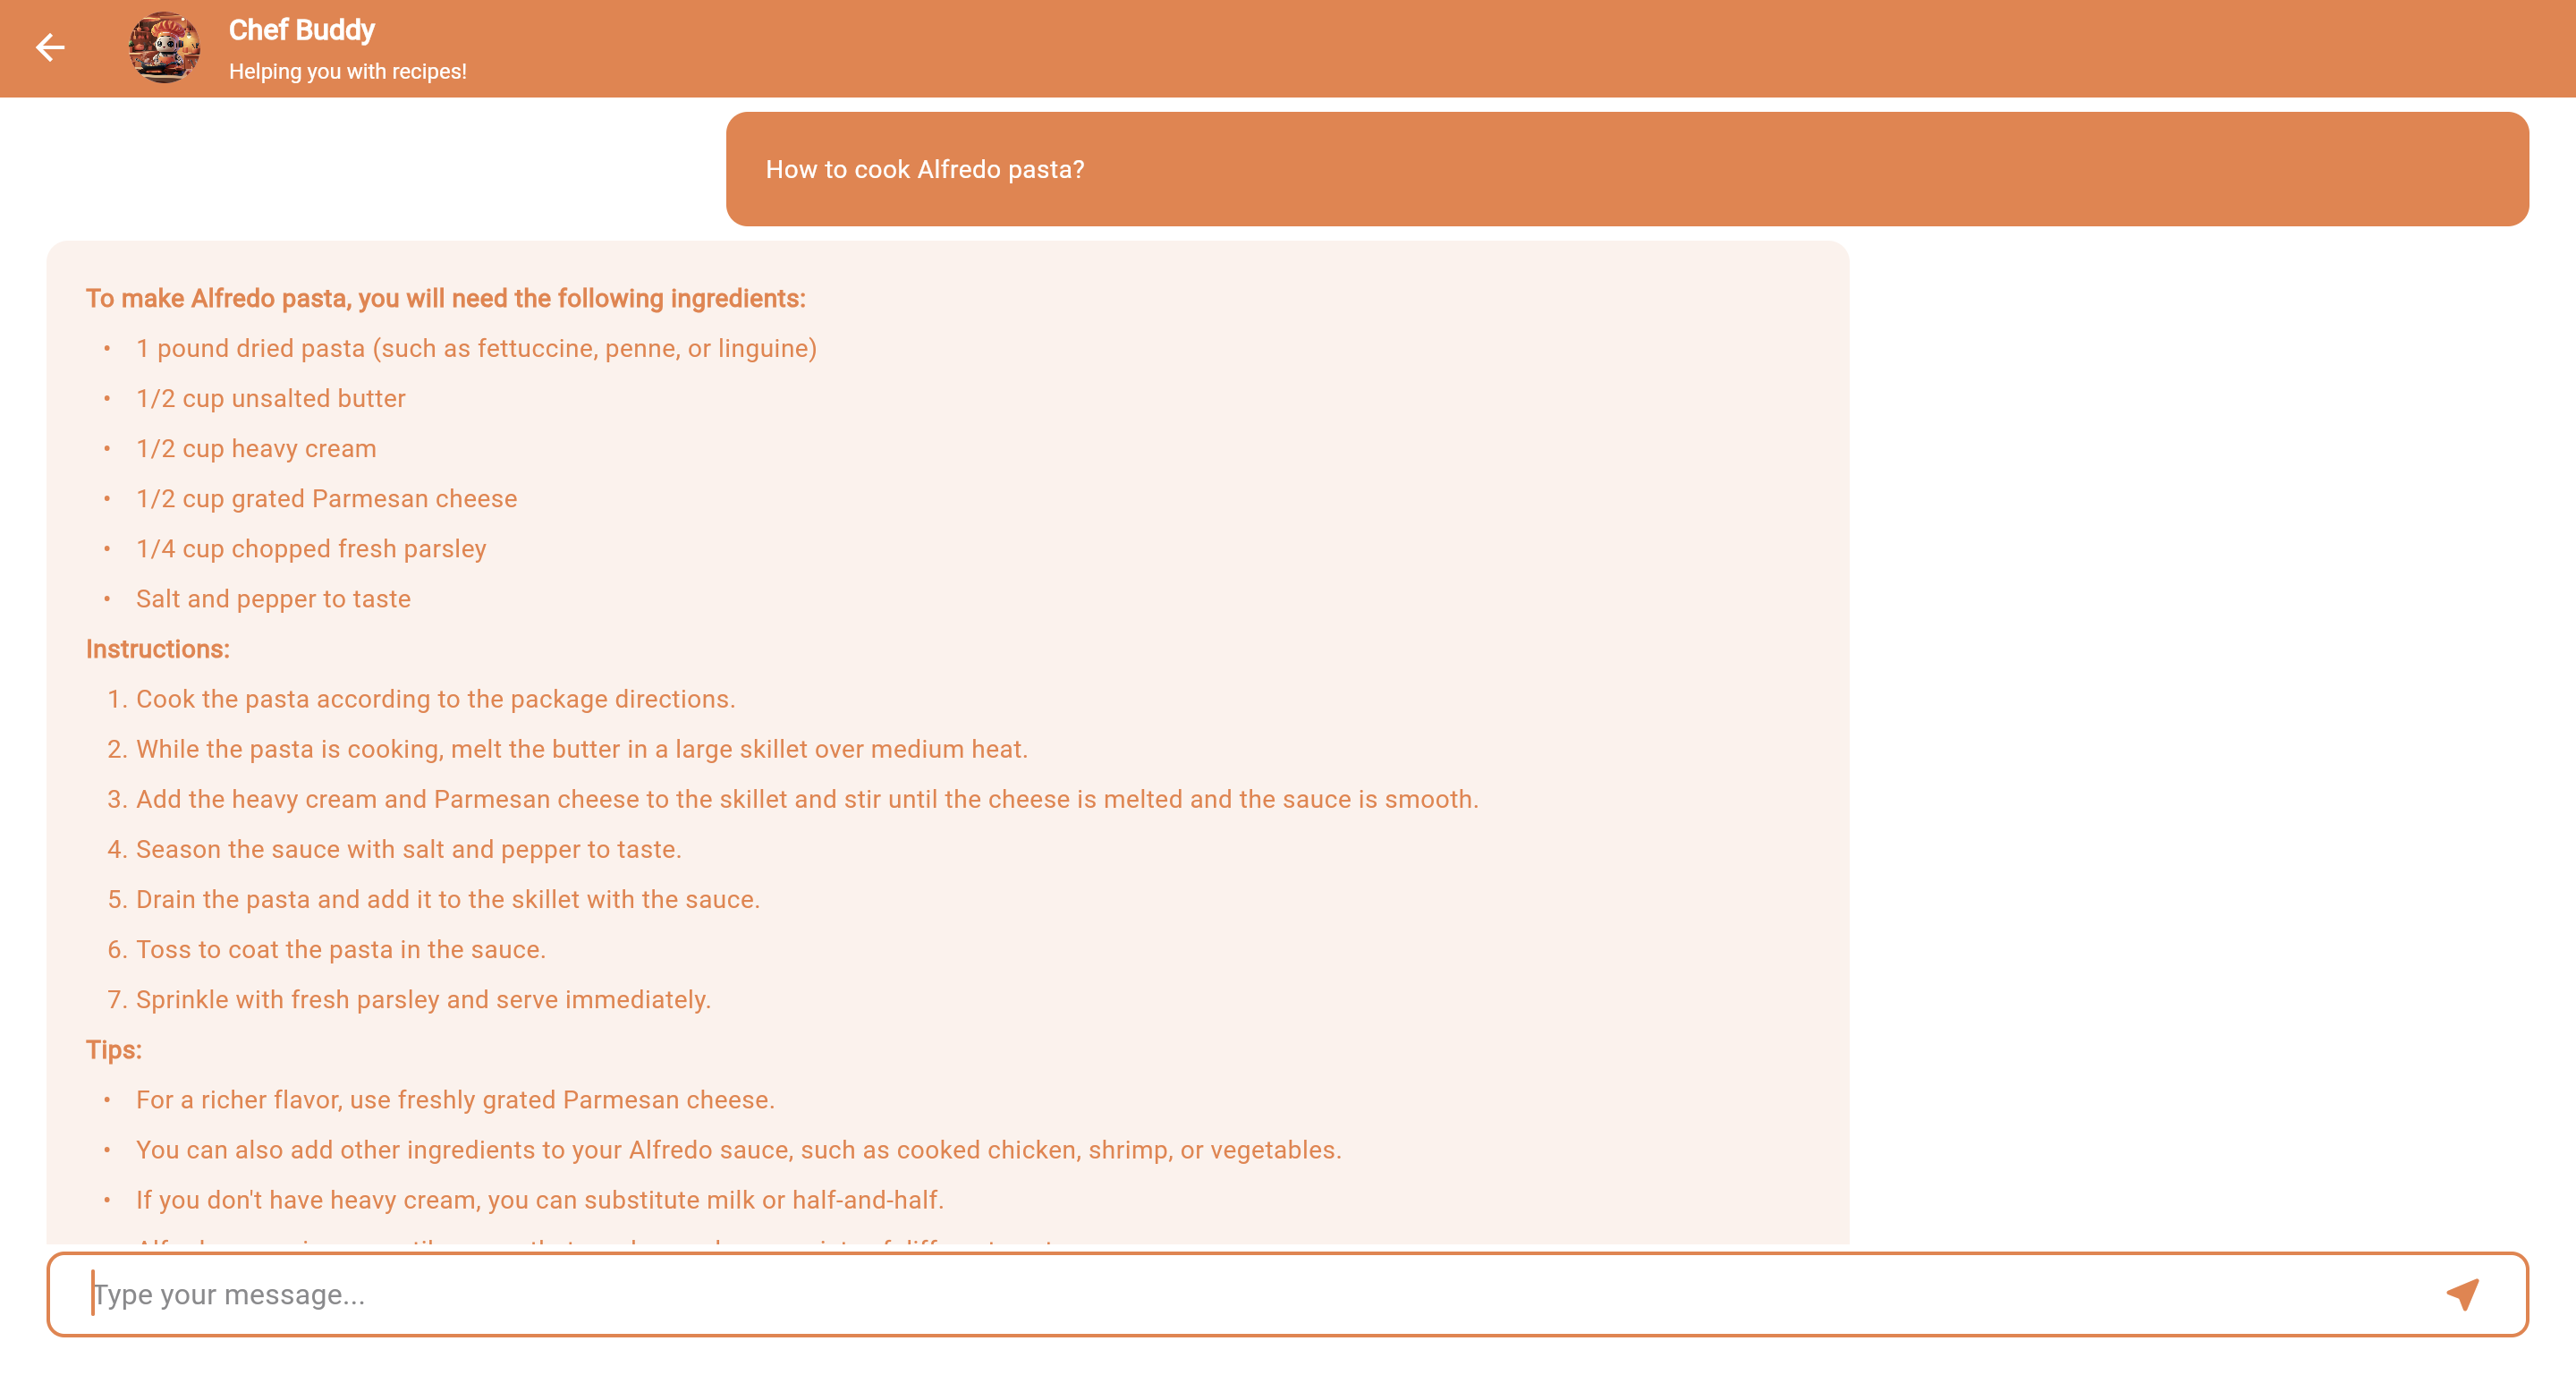 Chef Buddy
Helping you with recipes!
How to cook Alfredo pasta?
To make Alfredo pasta, you will need the following ingredients:
• 1 pound dried pasta (such as fettuccine, penne, or linguine)
• 1/2 cup unsalted butter
• 1/2 cup heavy cream
• 1/2 cup grated Parmesan cheese
• 1/4 cup chopped fresh parsley
• Salt and pepper to taste
Instructions:
1. Cook the pasta according to the package directions.
2. While the pasta is cooking, melt the butter in a large skillet over medium heat.
3. Add the heavy cream and Parmesan cheese to the skillet and stir until the cheese is melted and the sauce is smooth.
4. Season the sauce with salt and pepper to taste.
5. Drain the pasta and add it to the skillet with the sauce.
6. Toss to coat the pasta in the sauce.
7. Sprinkle with fresh parsley and serve immediately.
Tips:
• For a richer flavor, use freshly grated Parmesan cheese.
• You can also add other ingredients to your Alfredo sauce, such as cooked chicken, shrimp, or vegetables.
• If you don't have heavy cream, you can substitute milk or half-and-half.
Type your message...